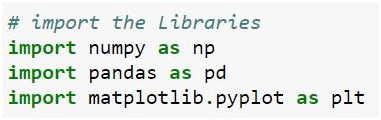 # import the Libraries
import numpy as np
import pandas as pd
import matplotlib.pyplot as plt